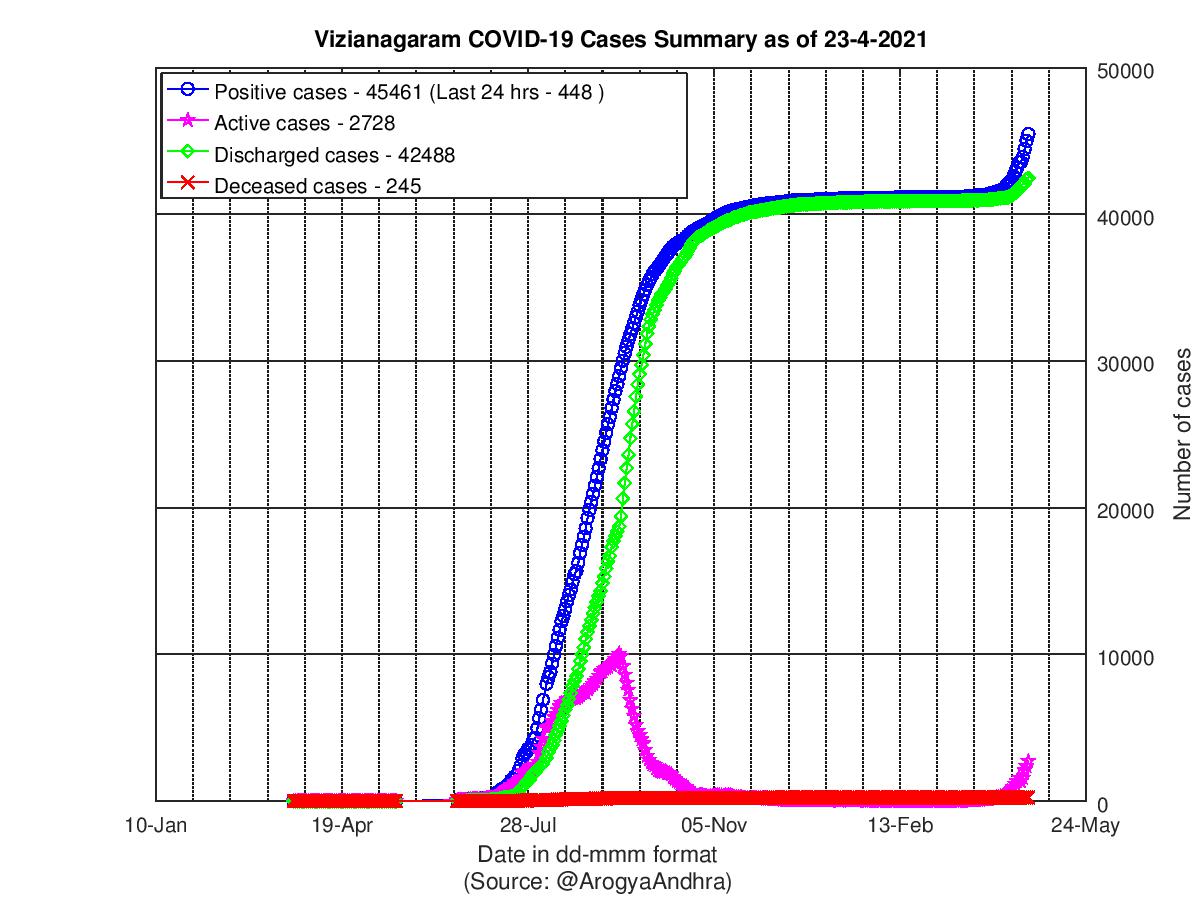 Vizianagaram COVID-19 Cases Summary as of 23-4-2021
Positive cases - 45461 (Last 24 hrs - 448 )
Active cases - 2728
Discharged cases - 42488
Deceased cases - 245
50000
40000
30000
20000
10000
0
Number of cases
10-Jan 19-Apr 28-Jul 05-Nov 13-Feb 24-May
Date in dd-mmm format
(Source: @ArogyaAndhra)